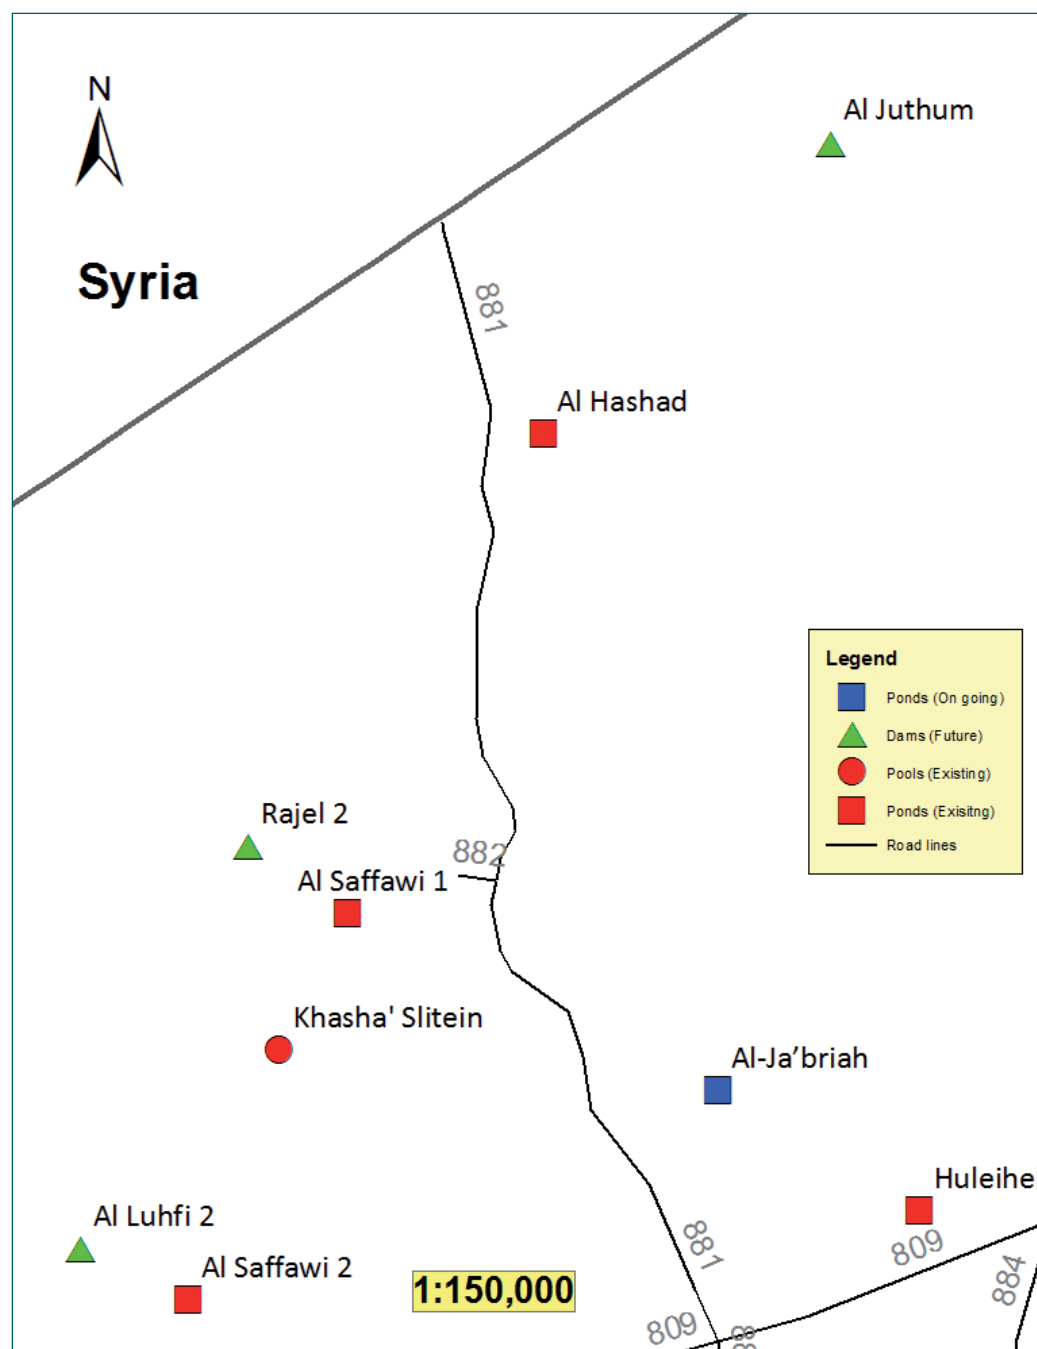 N
Al Juthum
Syria
881
Al Hashad
Legend
Ponds (On going)
Dams (Future)
Pools (Existing)
Ponds (Exisitng)
Road lines
Rajel 2
882
Al Saffawi 1
Khasha' Slitein
Al-Ja’briah
Huleihe
Al Luhfi 2
881
809
884
Al Saffawi 2
1:150,000
809